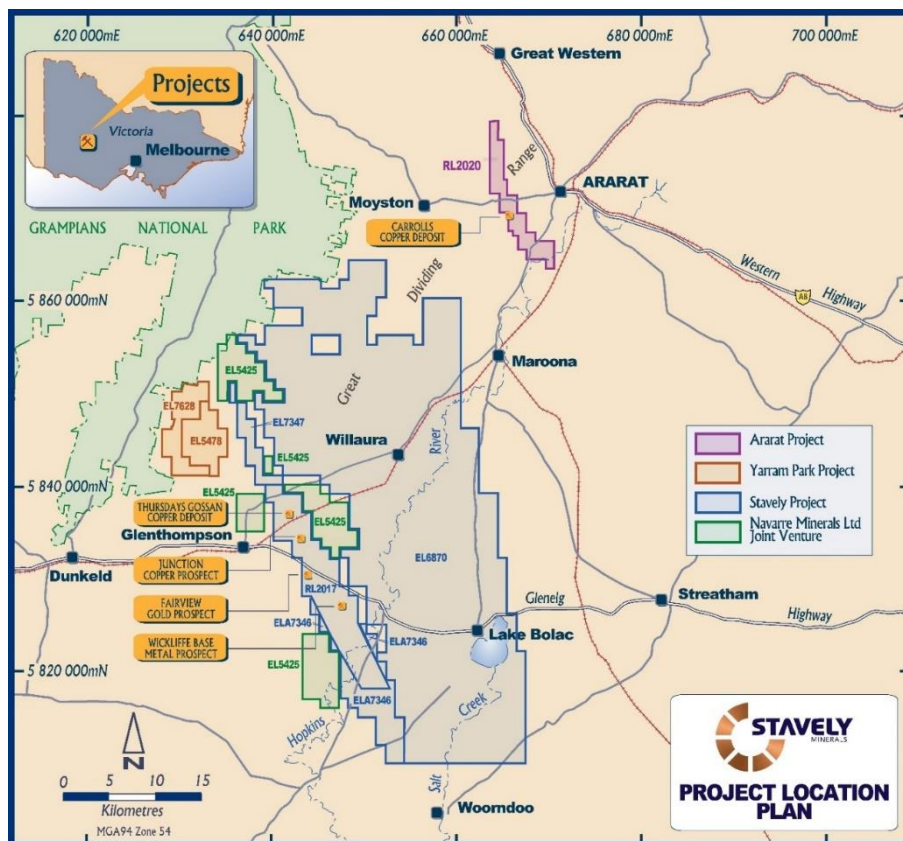 620 000mE
640 000mE
660 000mE
680 000mE
700 000mE
Projects
Victoria
Melbourne
Great Western
Range
RL2020
ARARAT
Moyston
CARROLLS
COPPER DEPOSIT
GRAMPIANS NATIONAL PARK
Western
Highway
A8
Dividing
5 860 000mN
Maroona
EL5425
Great
EL7628
EL5478
EL7347
Willaura
River
EL5425
Ararat Project
Yarram Park Project
Stavely Project
Navarre Minerals Ltd
Joint Venture
5 840 000mN
EL5425
THURSDAYS GOSSAN
COPPER DEPOSIT
EL5425
Glenthompson
Dunkeld
JUNCTION
COPPER PROSPECT
EL6870
RL2017
FAIRVIEW
GOLD PROSPECT
Glenelg
Highway
Streatham
ELA7346
ELA7346
Lake Bolac
WICKLIFFE BASE
METAL PROSPECT
EL5425
5 820 000mN
ELA7346
Creek
Hopkins
Salt
N
0 5 10 15
Kilometres
MGA94 Zone 54
Woorndoo
STAVELY
MINERALS
PROJECT LOCATION
PLAN